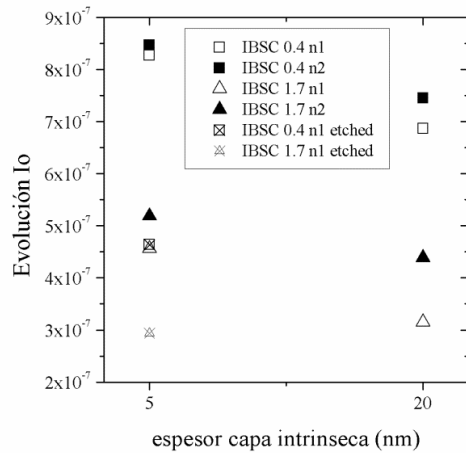 9x10⁻⁷
8x10⁻⁷
7x10⁻⁷
6x10⁻⁷
5x10⁻⁷
4x10⁻⁷
3x10⁻⁷
2x10⁻⁷
Evolución Io
IBSC 0.4 n1
IBSC 0.4 n2
IBSC 1.7 n1
IBSC 1.7 n2
IBSC 0.4 n1 etched
IBSC 1.7 n1 etched
5 20
espesor capa intrinseca (nm)